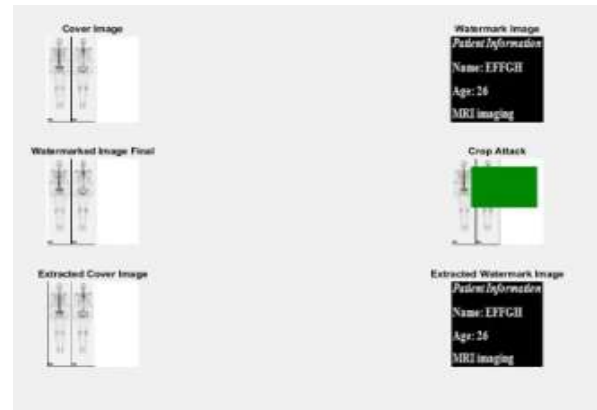 Cover Image
Watermark Image
Patient Information
Name: EFFGH
Age: 26
MRI imaging
Watermarked Image Final
Crop Attack
Extracted Cover Image
Extracted Watermark Image
Patient Information
Name: EFFGH
Age: 26
MRI imaging